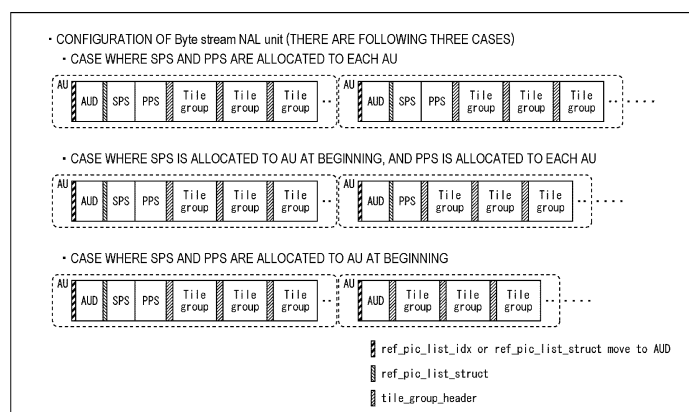 ・CONFIGURATION OF Byte stream NAL unit (THERE ARE FOLLOWING THREE CASES)
・CASE WHERE SPS AND PPS ARE ALLOCATED TO EACH AU
AU AUD SPS PPS Tile group Tile group Tile group ‥ AU AUD SPS PPS Tile group Tile group Tile group ‥‥‥
・CASE WHERE SPS IS ALLOCATED TO AU AT BEGINNING, AND PPS IS ALLOCATED TO EACH AU
AU AUD SPS PPS Tile group Tile group Tile group ‥ AU AUD PPS Tile group Tile group Tile group ‥‥‥
・CASE WHERE SPS AND PPS ARE ALLOCATED TO AU AT BEGINNING
AU AUD SPS PPS Tile group Tile group Tile group ‥ AU AUD Tile group Tile group Tile group ‥‥‥
ref_pic_list_idx or ref_pic_list_struct move to AUD
ref_pic_list_struct
tile_group_header